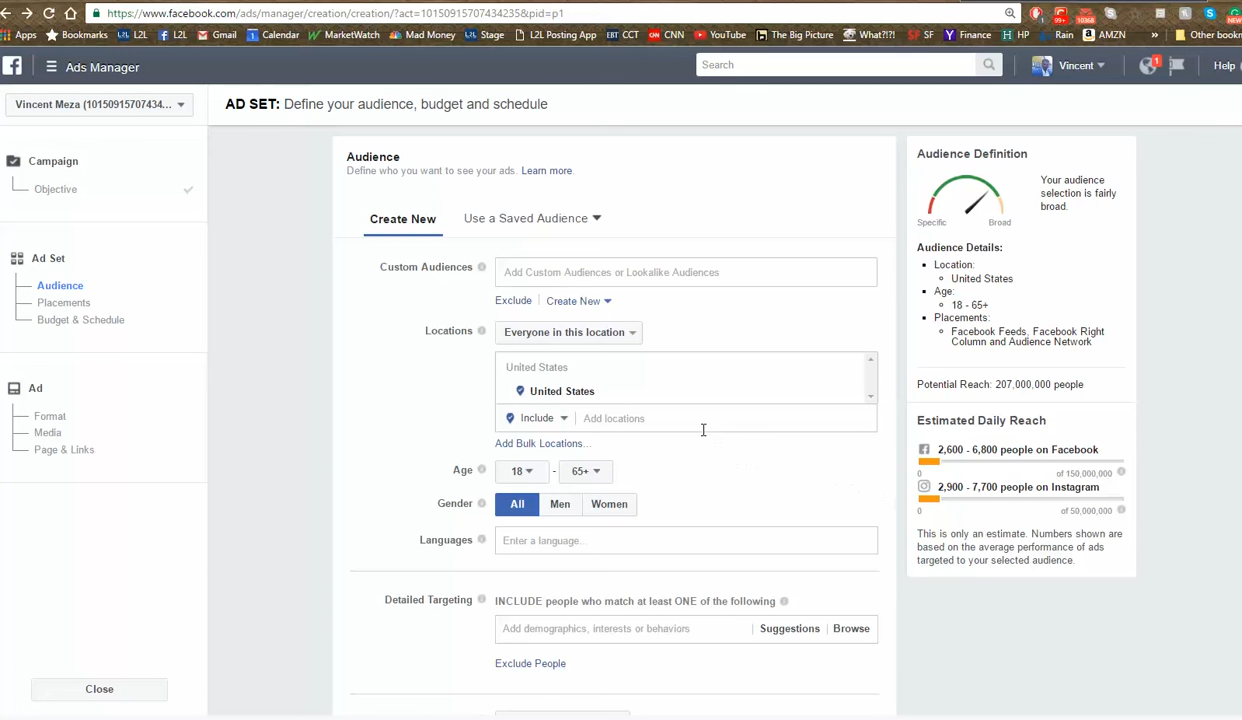 https://www.facebook.com/ads/manager/creation/creation/?act=101509157074342358&pid=p1
Apps Bookmarks L2L L2L Gmail Calendar MarketWatch Mad Money Stage L2L Posting App EBT CCT CNN YouTube The Big Picture What?!? SF SF Finance HP Rain AMZN » Other bookn
99+ 10368 NEW
Ads Manager Search Vincent 1 Help
Vincent Meza (10150915707434...
AD SET: Define your audience, budget and schedule
Campaign
Objective
Ad Set
Audience
Placements
Budget & Schedule
Ad
Format
Media
Page & Links
Close
Audience
Define who you want to see your ads. Learn more.
Create New Use a Saved Audience
Custom Audiences Add Custom Audiences or Lookalike Audiences
Exclude Create New
Locations Everyone in this location
United States
United States
Include Add locations
Add Bulk Locations...
Age 18 - 65+
Gender All Men Women
Languages Enter a language...
Detailed Targeting INCLUDE people who match at least ONE of the following
Add demographics, interests or behaviors Suggestions Browse
Exclude People
Audience Definition
Your audience
selection is fairly
broad.
Specific Broad
Audience Details:
Location:
United States
Age:
18 - 65+
Placements:
Facebook Feeds, Facebook Right
Column and Audience Network
Potential Reach: 207,000,000 people
Estimated Daily Reach
2,600 - 6,800 people on Facebook
0 of 150,000,000
2,900 - 7,700 people on Instagram
0 of 50,000,000
This is only an estimate. Numbers shown are
based on the average performance of ads
targeted to your selected audience.